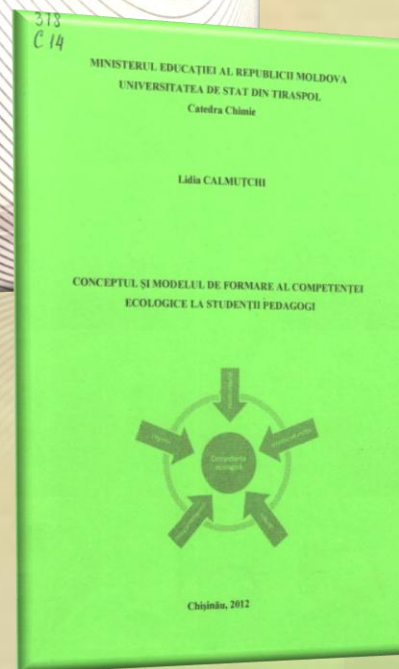 378
C 14
MINISTERUL EDUCAȚIEI AL REPUBLICII MOLDOVA
UNIVERSITATEA DE STAT DIN TIRASPOL
Catedra Chimie
Lidia CALMUȚCHI
CONCEPTUL ȘI MODELUL DE FORMARE AL COMPETENȚEI
ECOLOGICE LA STUDENȚII PEDAGOGI
Competența
ecologică
Chișinău, 2012